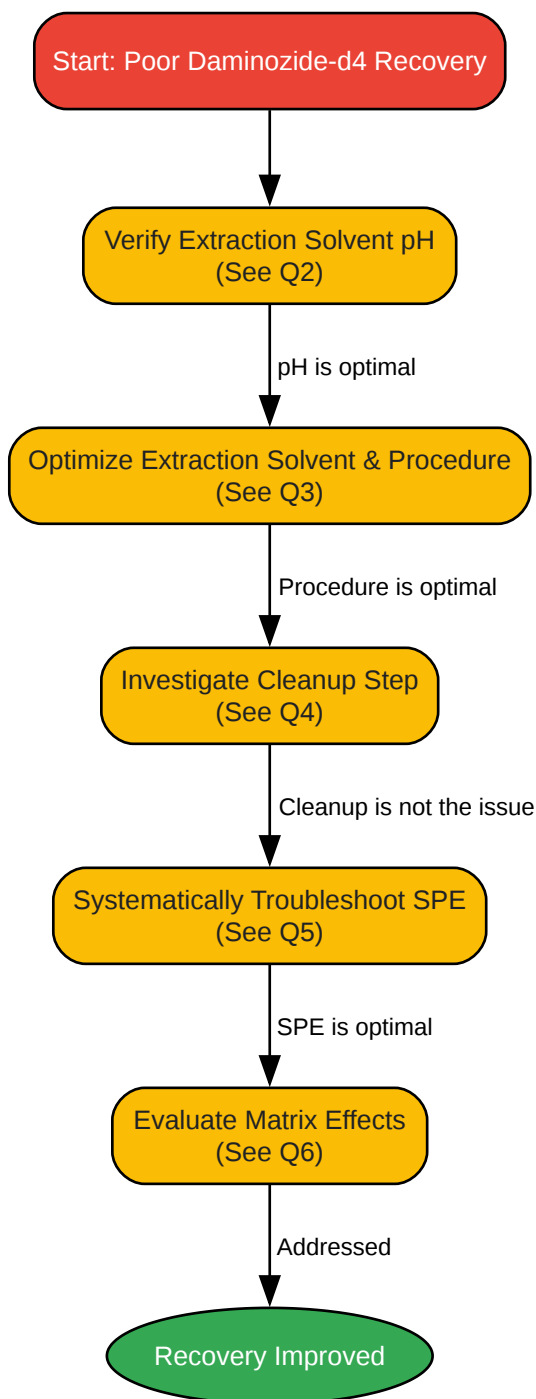 Start: Poor Daminozide-d4 Recovery
Verify Extraction Solvent pH
(See Q2)
pH is optimal
Optimize Extraction Solvent & Procedure
(See Q3)
Procedure is optimal
Investigate Cleanup Step
(See Q4)
Cleanup is not the issue
Systematically Troubleshoot SPE
(See Q5)
SPE is optimal
Evaluate Matrix Effects
(See Q6)
Addressed
Recovery Improved